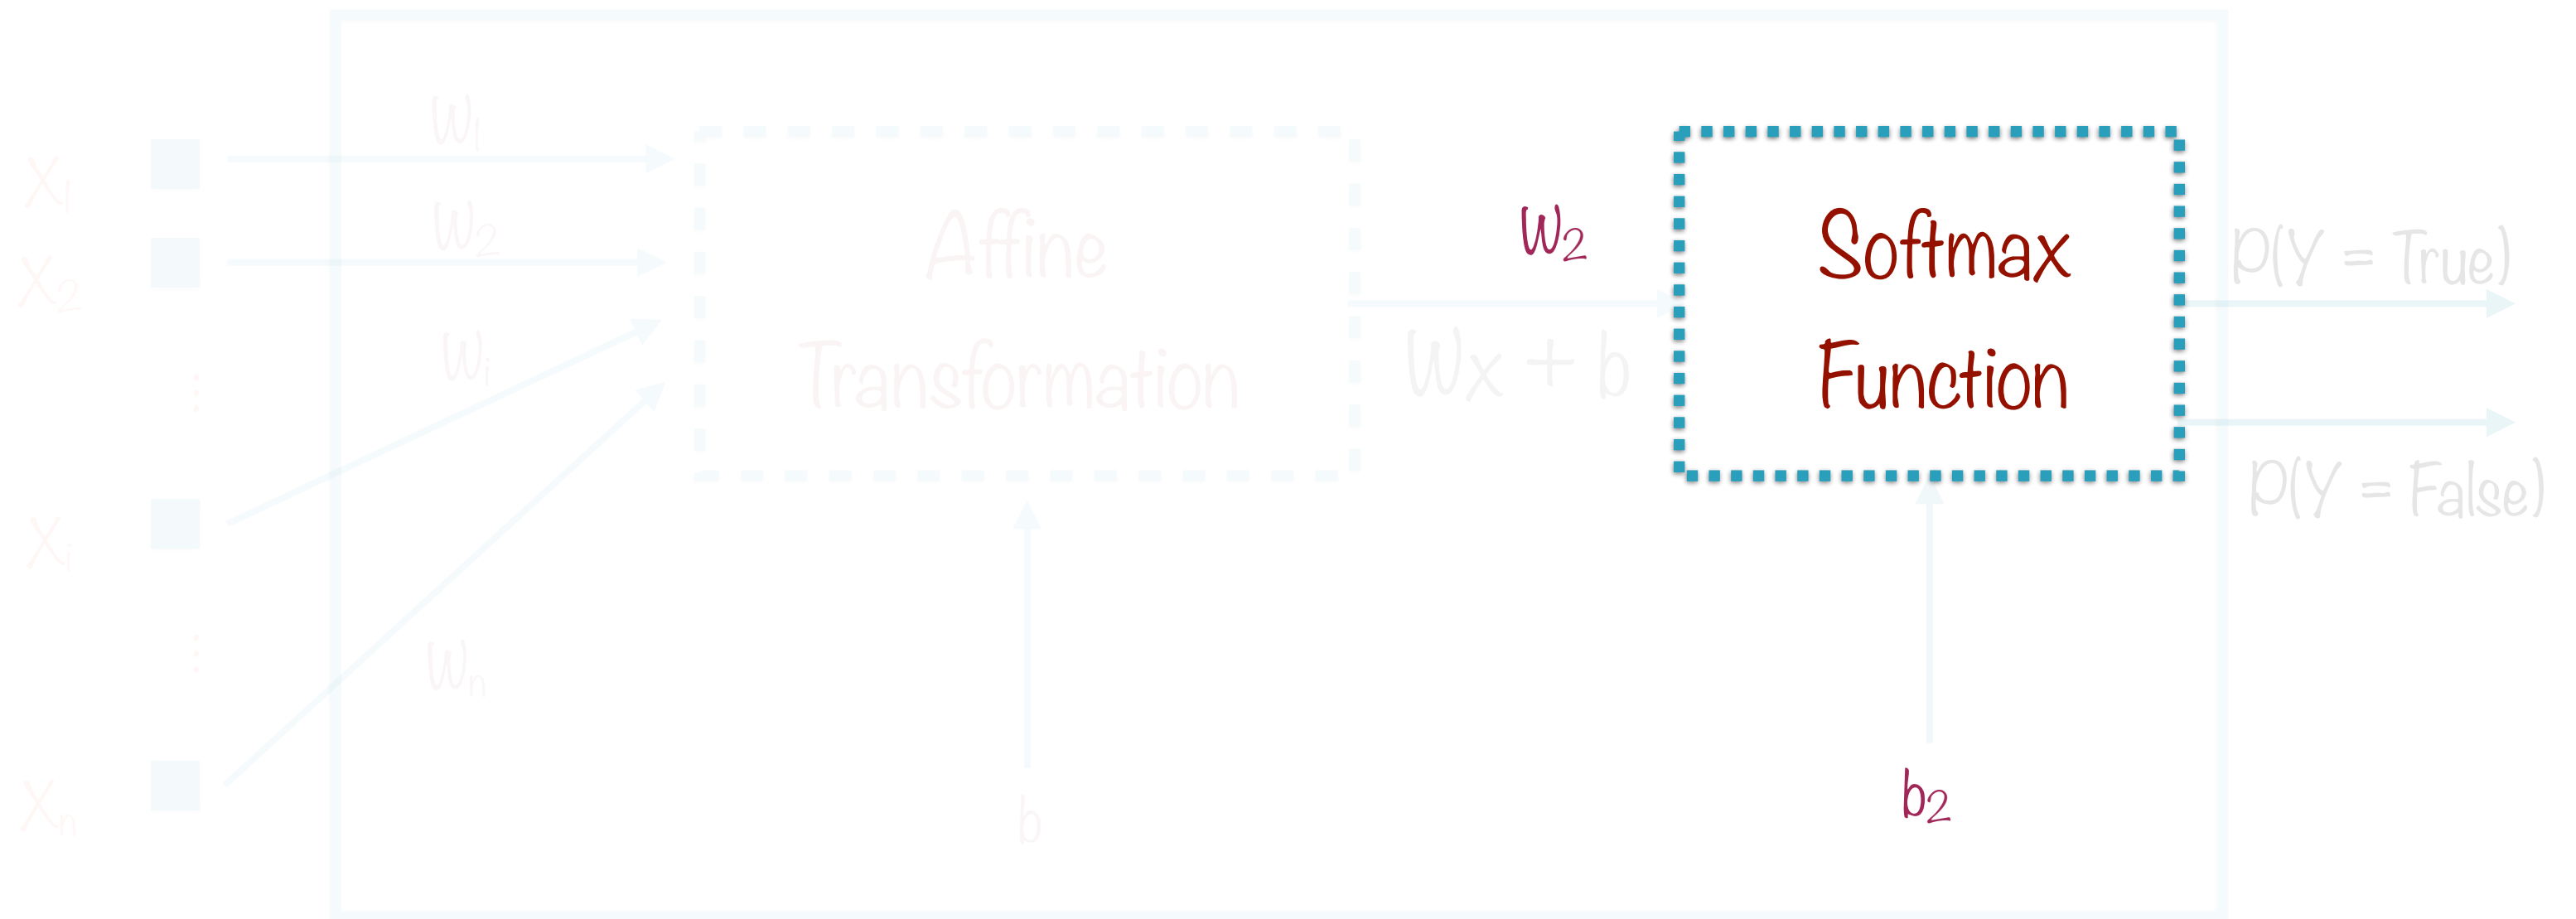 X₁
X₂
⋮
Xᵢ
⋮
Xₙ
W₁
W₂
Wᵢ
Wₙ
Affine
Transformation
b
W₂
Wx + b
Softmax
Function
b₂
P(Y = True)
P(Y = False)